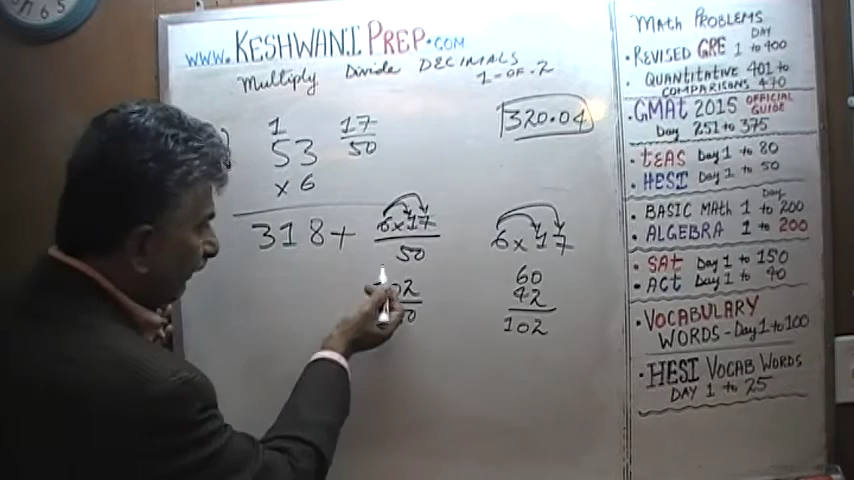 www.KESHWANI PREP.com
Multiply Divide DECIMALS
1-OF-2
320.04
1 17
53 50
x 6
318 + 6x17
50
102
6 x 17
60
42
102
MATH PROBLEMS
DAY
• REVISED GRE 1 to 400
• QUANTITATIVE 401 to
COMPARISONS 470
• GMAt 2015 OFFICIAL GUIDE
Day 251 to 375
• tEAS Day 1 to 80
• HESI Day 1 to 50
Day
• BASIC MAth 1 to 200
• ALGEBRA 1 to 200
• SAt Day 1 to 150
• ACt Day 1 to 90
• VOCABULARY
WORDS - Day 1 to 100
• HESI VOCAB WORDS
DAY 1 to 25